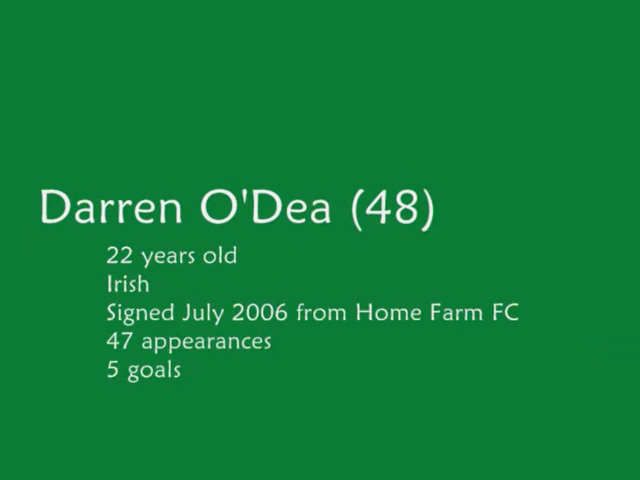 Darren O'Dea (48)
22 years old
Irish
Signed July 2006 from Home Farm FC
47 appearances
5 goals